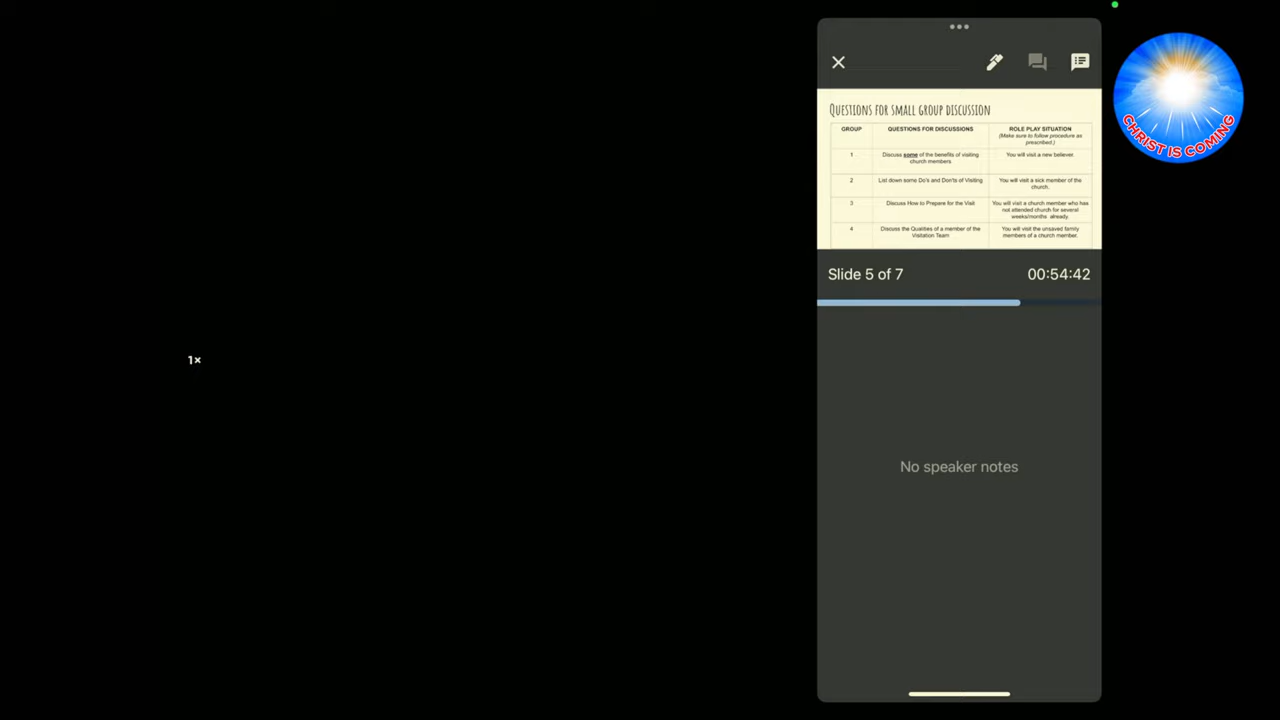 QUESTIONS FOR SMALL GROUP DISCUSSION
GROUP QUESTIONS FOR DISCUSSIONS ROLE PLAY SITUATION
(Make sure to follow procedure as
prescribed.)
1 Discuss some of the benefits of visiting
church members
You will visit a new believer.
2 List down some Do's and Don'ts of Visiting
You will visit a sick member of the
church.
3 Discuss How to Prepare for the Visit
You will visit a church member who has
not attended church for several
weeks/months already.
4 Discuss the Qualities of a member of the
Visitation Team
You will visit the unsaved family
members of a church member.
Slide 5 of 7 00:54:42
No speaker notes
1×
CHRIST IS COMING